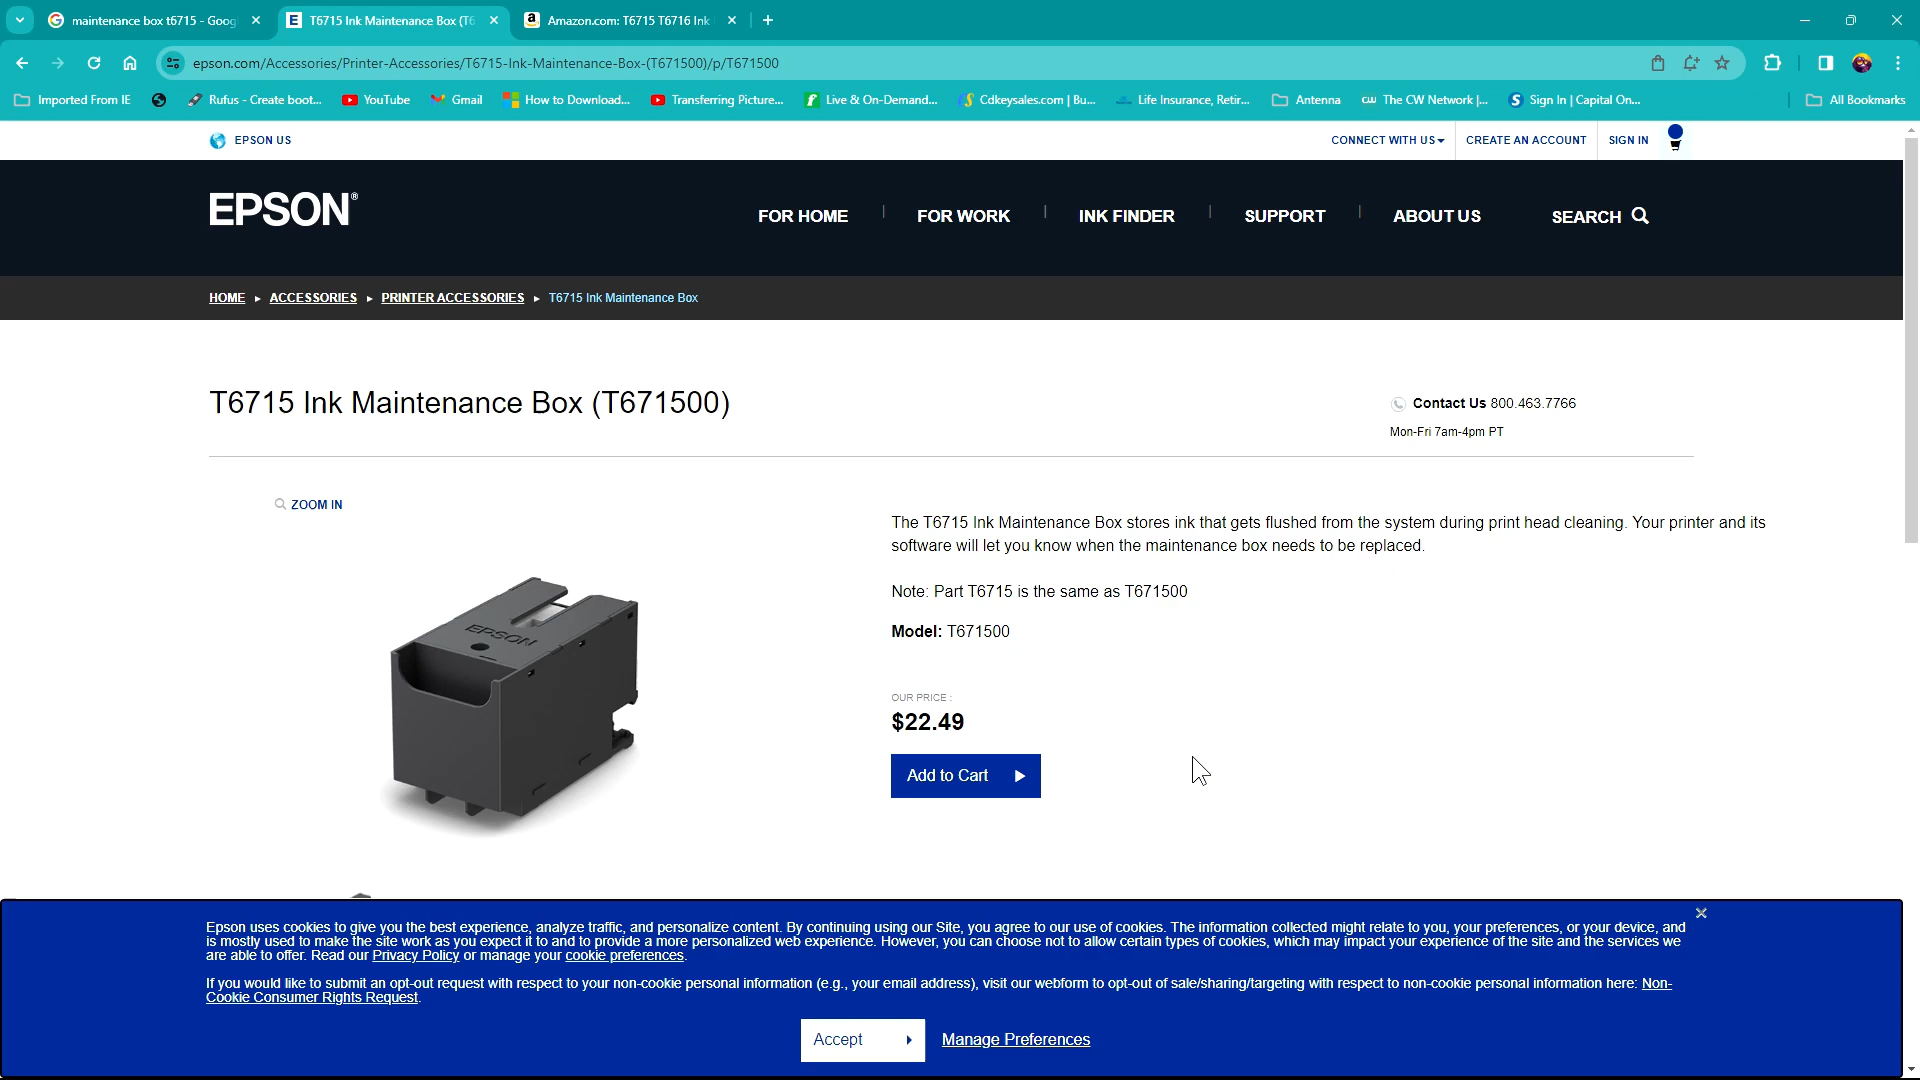 maintenance box t6715 - Goog
T6715 Ink Maintenance Box (T6
Amazon.com: T6715 T6716 Ink
epson.com/Accessories/Printer-Accessories/T6715-Ink-Maintenance-Box-(T671500)/p/T671500
Imported From IE
Rufus - Create boot...
YouTube
Gmail
How to Download...
Transferring Picture...
Live & On-Demand...
Cdkeysales.com | Bu...
Life Insurance, Retir...
Antenna
The CW Network |...
Sign In | Capital On...
All Bookmarks
EPSON US
CONNECT WITH US
CREATE AN ACCOUNT
SIGN IN
EPSON®
FOR HOME
FOR WORK
INK FINDER
SUPPORT
ABOUT US
SEARCH
HOME ▸ ACCESSORIES ▸ PRINTER ACCESSORIES ▸ T6715 Ink Maintenance Box
T6715 Ink Maintenance Box (T671500)
Contact Us 800.463.7766
Mon-Fri 7am-4pm PT
ZOOM IN
EPSON
The T6715 Ink Maintenance Box stores ink that gets flushed from the system during print head cleaning. Your printer and its
software will let you know when the maintenance box needs to be replaced.
Note: Part T6715 is the same as T671500
Model: T671500
OUR PRICE :
$22.49
Add to Cart
Epson uses cookies to give you the best experience, analyze traffic, and personalize content. By continuing using our Site, you agree to our use of cookies. The information collected might relate to you, your preferences, or your device, and
is mostly used to make the site work as you expect it to and to provide a more personalized web experience. However, you can choose not to allow certain types of cookies, which may impact your experience of the site and the services we
are able to offer. Read our Privacy Policy or manage your cookie preferences.
If you would like to submit an opt-out request with respect to your non-cookie personal information (e.g., your email address), visit our webform to opt-out of sale/sharing/targeting with respect to non-cookie personal information here: Non-
Cookie Consumer Rights Request.
Accept
Manage Preferences